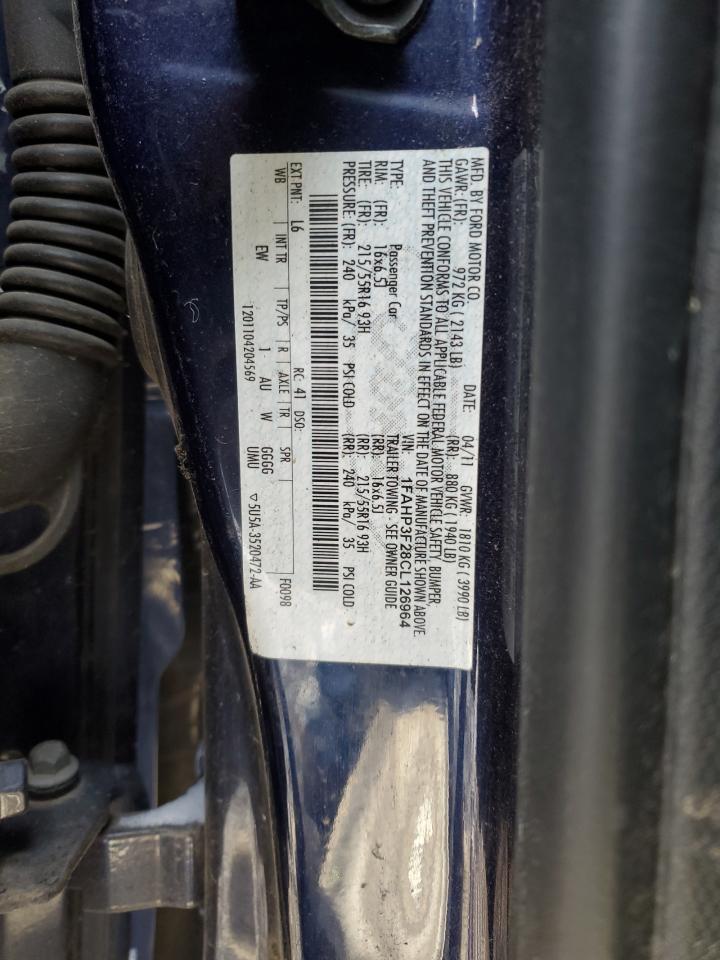 MFD. BY FORD MOTOR CO. DATE: 04/11 GVWR: 1810 KG ( 3990 LB)
GAWR: (FR): 972 KG ( 2143 LB) (RR): 880 KG ( 1940 LB)
THIS VEHICLE CONFORMS TO ALL APPLICABLE FEDERAL MOTOR VEHICLE SAFETY, BUMPER,
AND THEFT PREVENTION STANDARDS IN EFFECT ON THE DATE OF MANUFACTURE SHOWN ABOVE.
VIN: 1FAHP3F28CL126964
TYPE: Passenger Car TRAILER TOWING - SEE OWNER GUIDE
RIM: (FR): 16x6.5J (RR): 16x6.5J
TIRE: (FR): 215/55R16 93H (RR): 215/55R16 93H
PRESSURE: (FR): 240 kPa/ 35 PSI COLD (RR): 240 kPa/ 35 PSI COLD
EXT PNT: L6 RC: 41 DSO: F0098
WB INT TR TP/PS R AXLE TR SPR
EW 1 AU W GGGG
UMU
1201104204569 ▽5U5A-3520472-AA